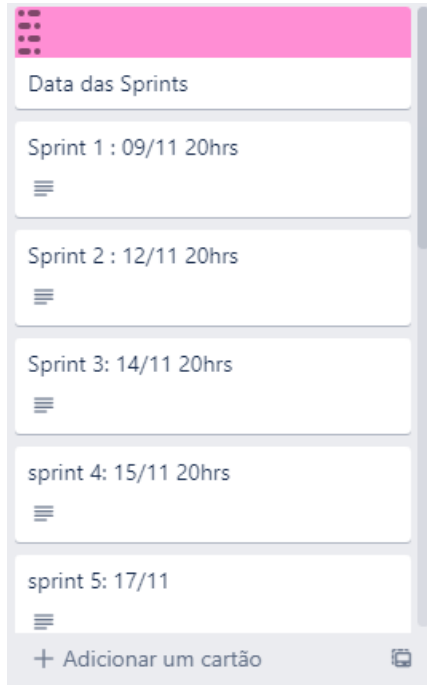 Data das Sprints
Sprint 1 : 09/11 20hrs
Sprint 2 : 12/11 20hrs
Sprint 3: 14/11 20hrs
sprint 4: 15/11 20hrs
sprint 5: 17/11
+ Adicionar um cartão